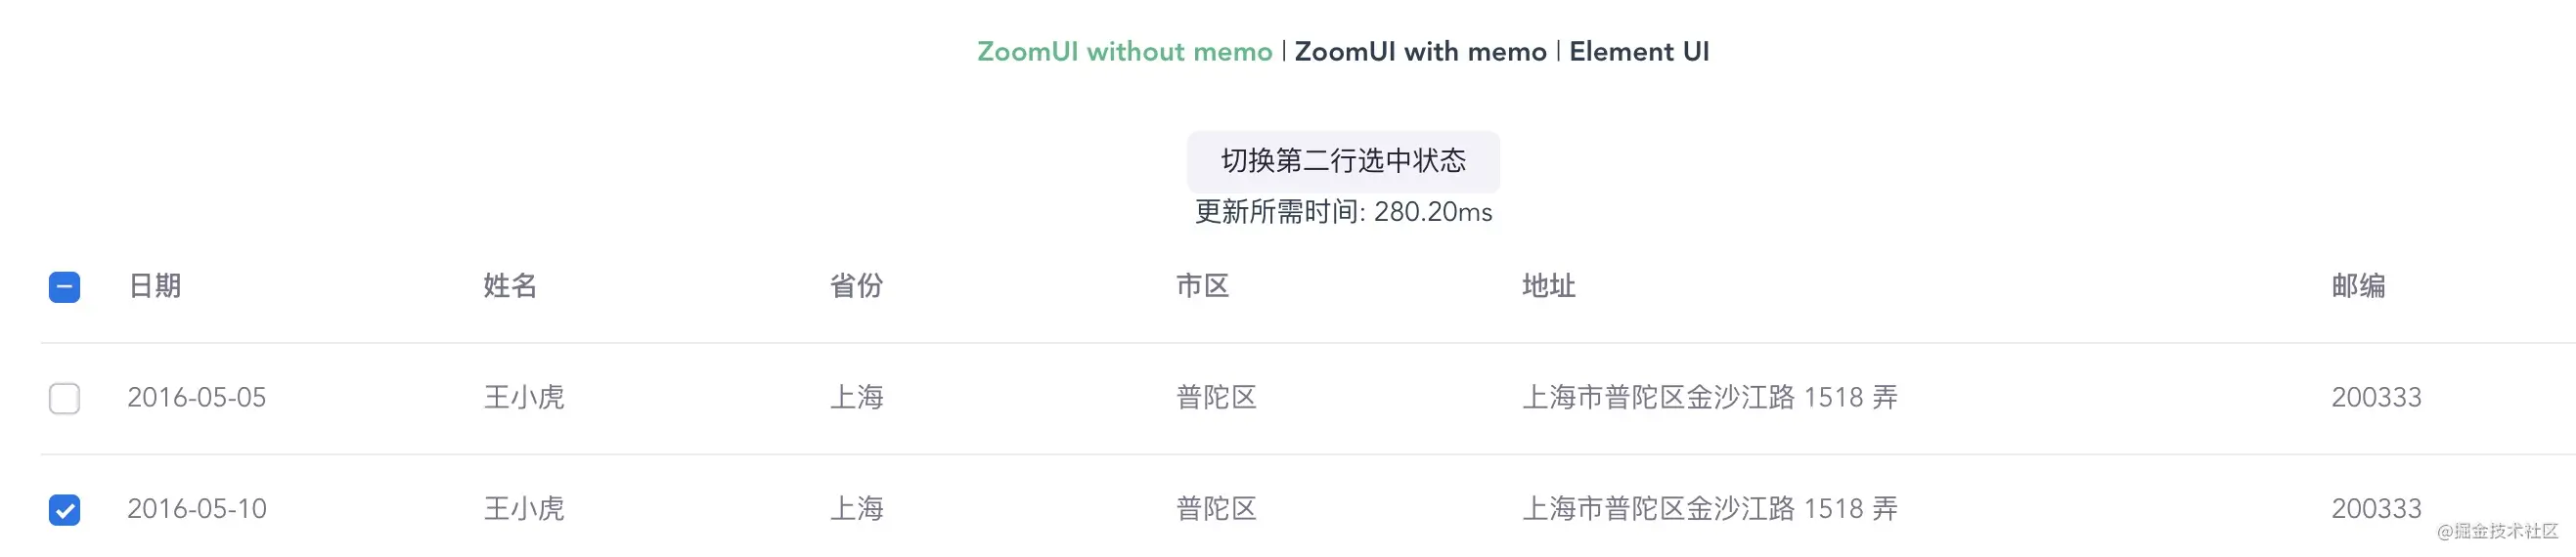 ZoomUI without memo | ZoomUI with memo | Element UI
切换第二行选中状态
更新所需时间: 280.20ms
日期 姓名 省份 市区 地址 邮编
2016-05-05 王小虎 上海 普陀区 上海市普陀区金沙江路 1518 弄 200333
2016-05-10 王小虎 上海 普陀区 上海市普陀区金沙江路 1518 弄 200333
@掘金技术社区